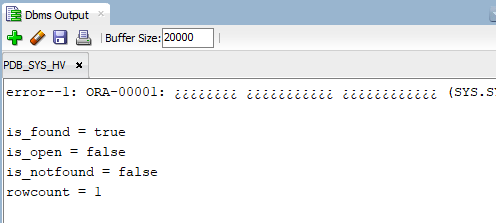 Dbms Output
Buffer Size: 20000
PDB_SYS_HV
error--1: ORA-00001: ¿¿¿¿¿¿¿¿ ¿¿¿¿¿¿¿¿¿¿¿ ¿¿¿¿¿¿¿¿¿¿¿¿ (SYS.SY
is_found = true
is_open = false
is_notfound = false
rowcount = 1